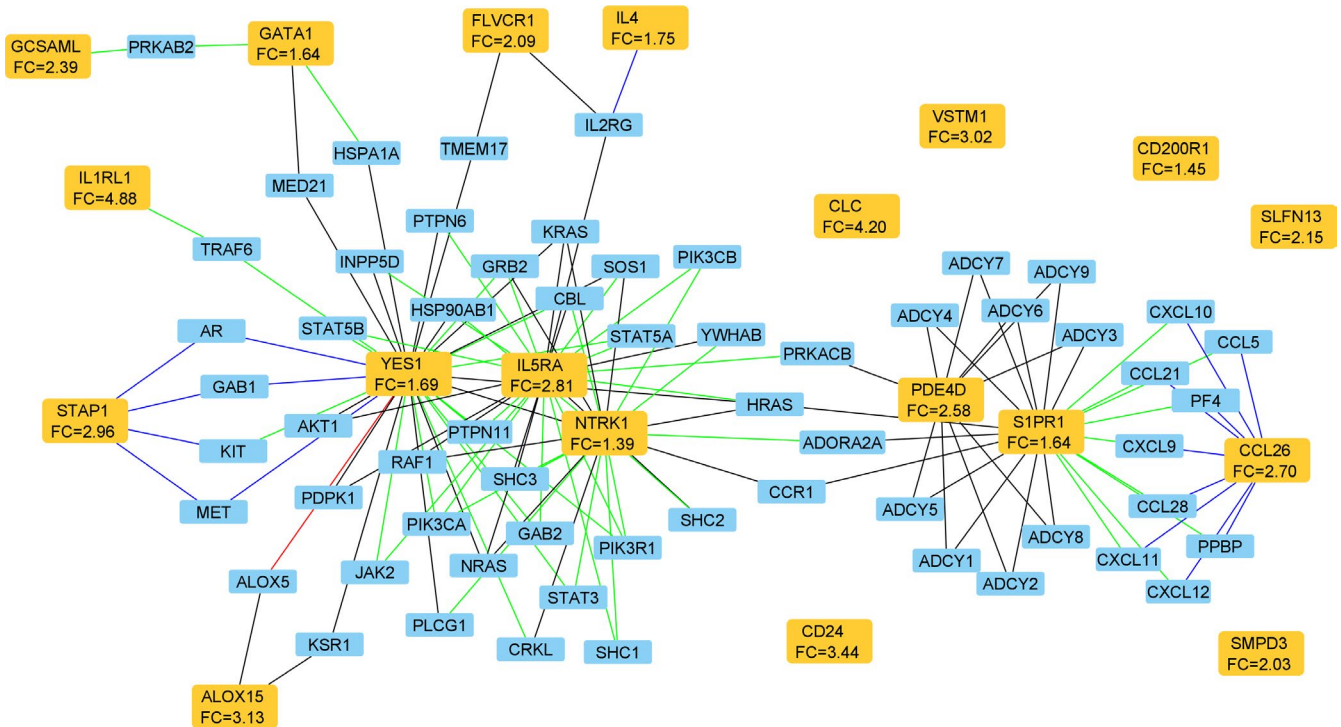 GCSAML
FC=2.39
PRKAB2
GATA1
FC=1.64
FLVCR1
FC=2.09
IL4
FC=1.75
IL2RG
TMEM17
HSPA1A
MED21
VSTM1
FC=3.02
CD200R1
FC=1.45
IL1RL1
FC=4.88
CLC
FC=4.20
SLFN13
FC=2.15
TRAF6
PTPN6
KRAS
INPP5D
GRB2
SOS1
PIK3CB
ADCY7
ADCY9
HSP90AB1
CBL
ADCY4
ADCY6
CXCL10
AR
STAT5B
STAT5A
YWHAB
ADCY3
CCL5
PRKACB
YES1
FC=1.69
IL5RA
FC=2.81
CCL21
GAB1
PDE4D
FC=2.58
PF4
HRAS
STAP1
FC=2.96
AKT1
PTPN11
NTRK1
FC=1.39
ADORA2A
S1PR1
FC=1.64
CXCL9
CCL26
FC=2.70
KIT
RAF1
SHC3
CCR1
PDPK1
MET
PIK3CA
GAB2
SHC2
ADCY5
CCL28
PIK3R1
ADCY8
PPBP
ALOX5
JAK2
NRAS
ADCY1
ADCY2
CXCL11
CXCL12
STAT3
PLCG1
KSR1
CRKL
SHC1
CD24
FC=3.44
SMPD3
FC=2.03
ALOX15
FC=3.13